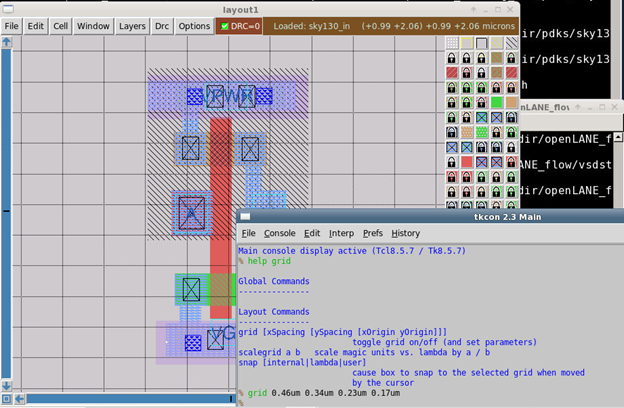 layout1
File Edit Cell Window Layers Drc Options DRC=0 Loaded: sky130_in (+0.99 +2.06) +0.99 +2.06 microns
ir/pdks/sky13
ir/pdks/sky13
h
nLANE_flov
dir/openLANE_f
ANE_flow/vsdst
dir/openLANE_f
VPWR
A
VG
tkcon 2.3 Main
File Console Edit Interp Prefs History
Main console display active (Tcl8.5.7 / Tk8.5.7)
% help grid
Global Commands
---------------
Layout Commands
---------------
grid [xSpacing [ySpacing [xOrigin yOrigin]]]
toggle grid on/off (and set parameters)
scalegrid a b scale magic units vs. lambda by a / b
snap [internal|lambda|user]
cause box to snap to the selected grid when moved
by the cursor
% grid 0.46um 0.34um 0.23um 0.17um
%